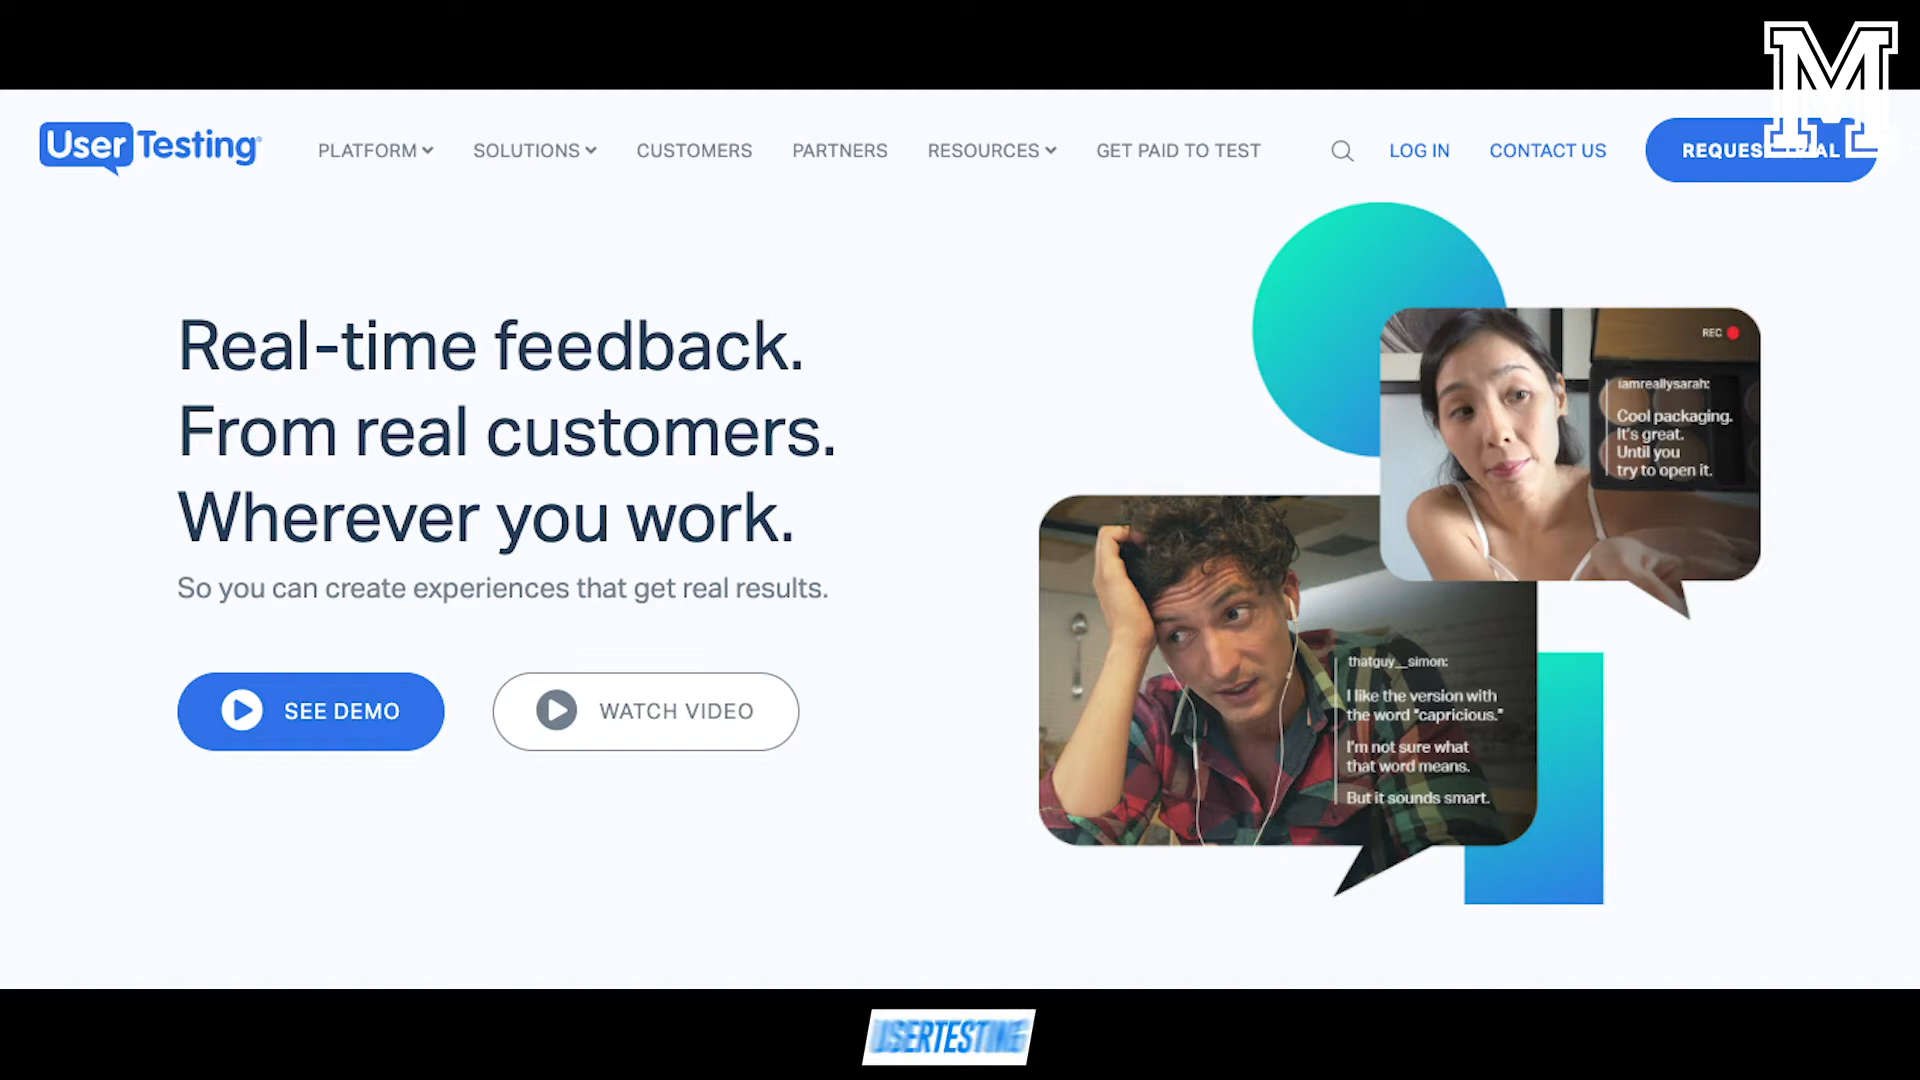 M
User Testing
PLATFORM
SOLUTIONS
CUSTOMERS
PARTNERS
RESOURCES
GET PAID TO TEST
LOG IN
CONTACT US
Real-time feedback.
From real customers.
Wherever you work.
So you can create experiences that get real results.
SEE DEMO
WATCH VIDEO
REC
iamreallysarah:
Cool packaging.
It's great.
Until you
try to open it.
thatguy__simon:
I like the version with
the word "capricious."
I'm not sure what
that word means.
But it sounds smart.
USERTESTING